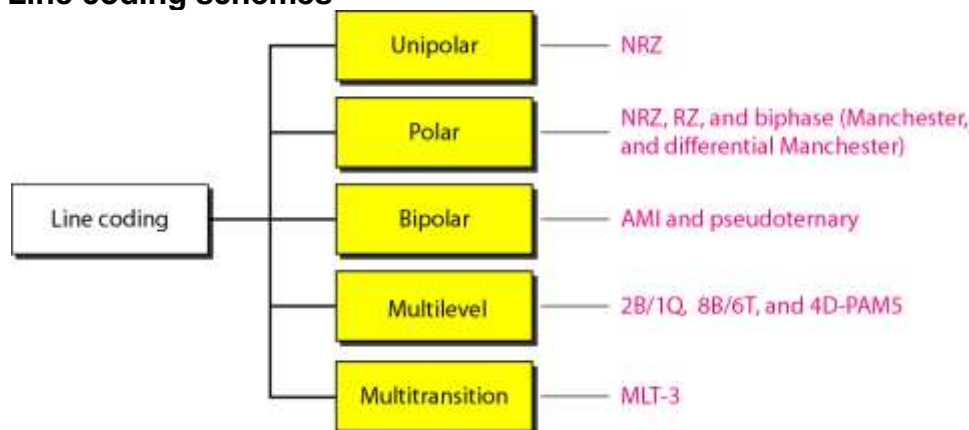 Line coding schemes
Unipolar
NRZ
Polar
NRZ, RZ, and biphase (Manchester,
and differential Manchester)
Line coding
Bipolar
AMI and pseudoternary
Multilevel
2B/1Q, 8B/6T, and 4D-PAM5
Multitransition
MLT-3